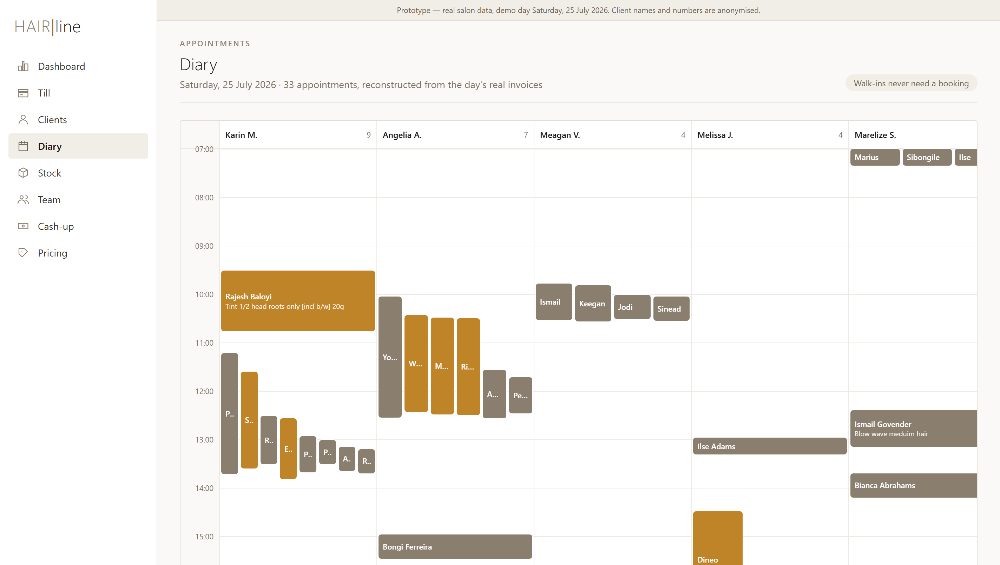 HAIR|line
Dashboard
Till
Clients
Diary
Stock
Team
Cash-up
Pricing
Prototype — real salon data, demo day Saturday, 25 July 2026. Client names and numbers are anonymised.
APPOINTMENTS
Diary
Saturday, 25 July 2026 · 33 appointments, reconstructed from the day's real invoices
Walk-ins never need a booking
Karin M. 9 Angelia A. 7 Meagan V. 4 Melissa J. 4 Marelize S.
07:00
Marius Sibongile Ilse
08:00
09:00
10:00
Rajesh Baloyi
Tint 1/2 head roots only [incl b/w] 20g
Ismail Keegan Jodi Sinead
11:00
Yo... W... M... Ri...
12:00
A... Pe...
P.. S.. R.. E.. P.. P.. A.. R..
13:00
Ilse Adams
Ismail Govender
Blow wave meduim hair
14:00
Bianca Abrahams
15:00
Bongi Ferreira
Dineo